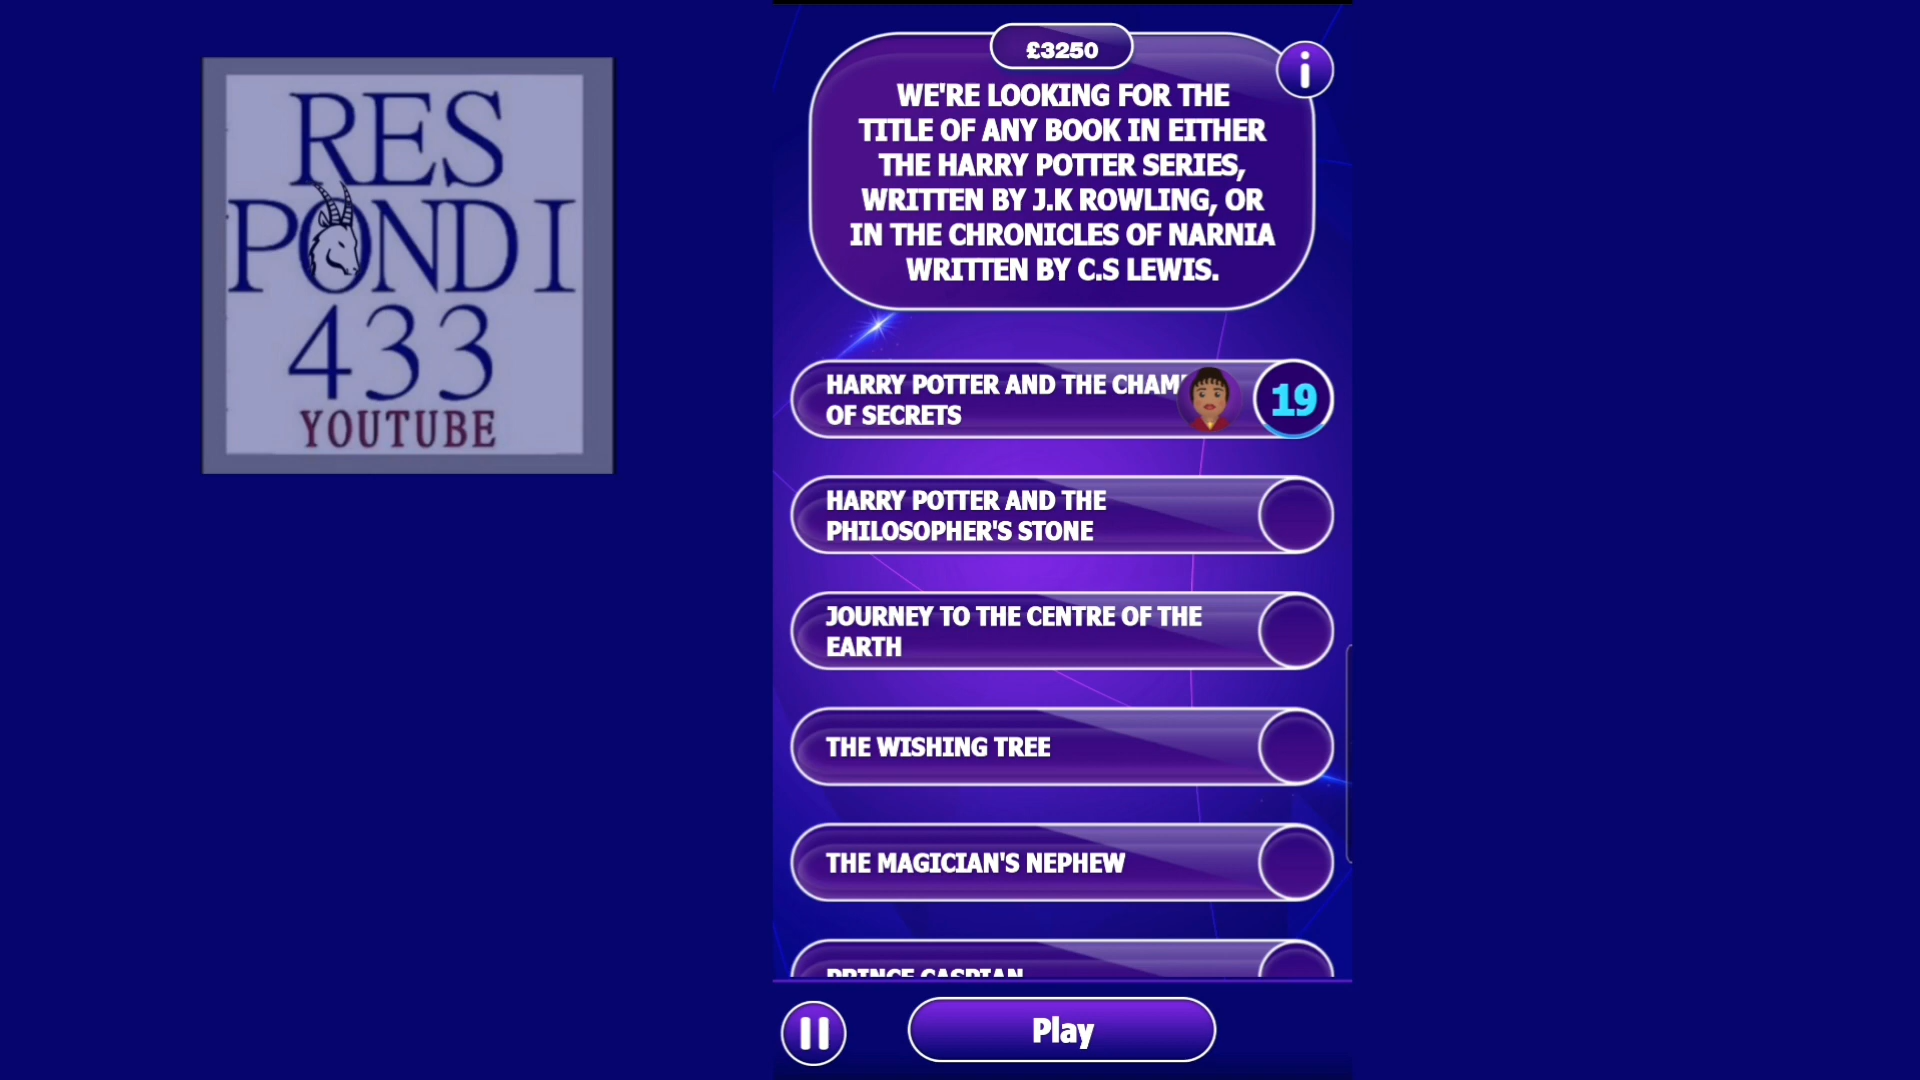 RES
POND I
433
YOUTUBE
£3250
WE'RE LOOKING FOR THE
TITLE OF ANY BOOK IN EITHER
THE HARRY POTTER SERIES,
WRITTEN BY J.K ROWLING, OR
IN THE CHRONICLES OF NARNIA
WRITTEN BY C.S LEWIS.
i
HARRY POTTER AND THE CHAM
OF SECRETS
19
HARRY POTTER AND THE
PHILOSOPHER'S STONE
JOURNEY TO THE CENTRE OF THE
EARTH
THE WISHING TREE
THE MAGICIAN'S NEPHEW
PRINCE CASPIAN
Play